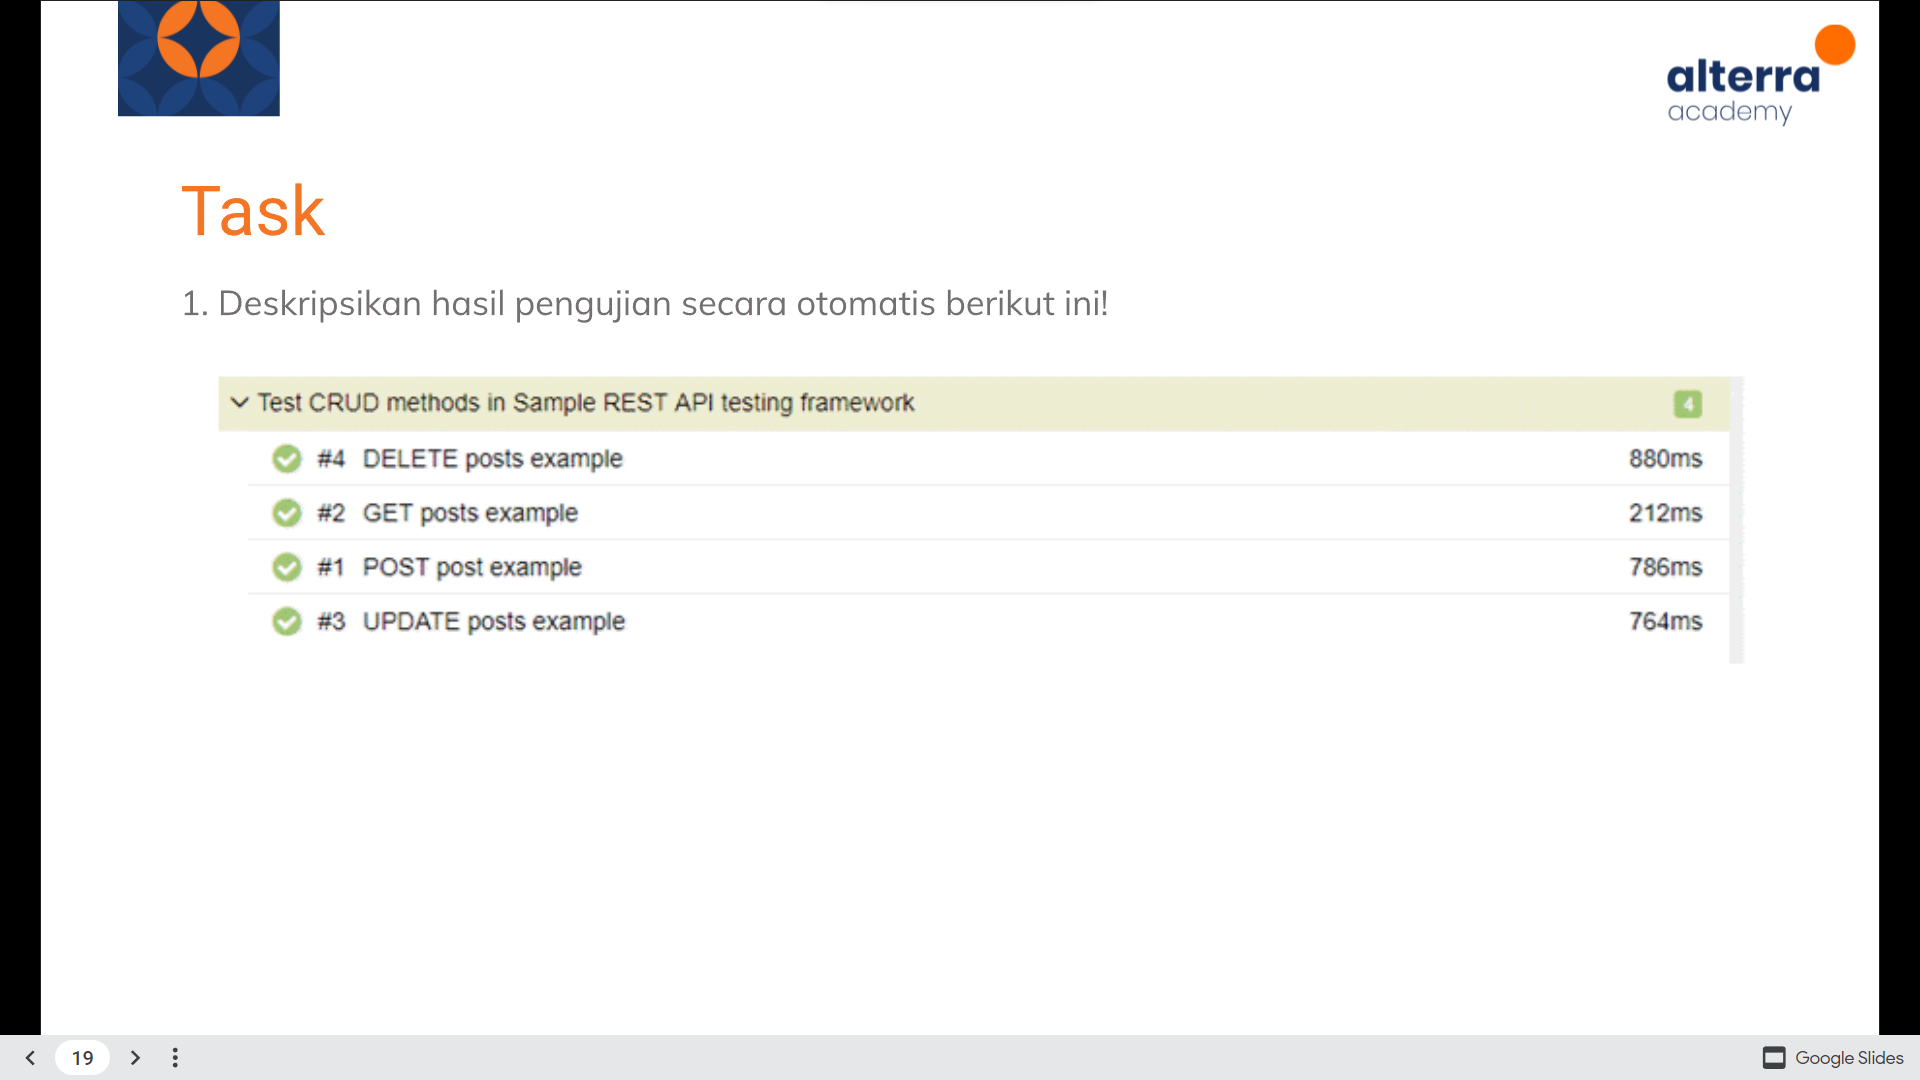 alterra
academy
Task
1. Deskripsikan hasil pengujian secara otomatis berikut ini!
Test CRUD methods in Sample REST API testing framework 4
#4 DELETE posts example 880ms
#2 GET posts example 212ms
#1 POST post example 786ms
#3 UPDATE posts example 764ms
19 Google Slides